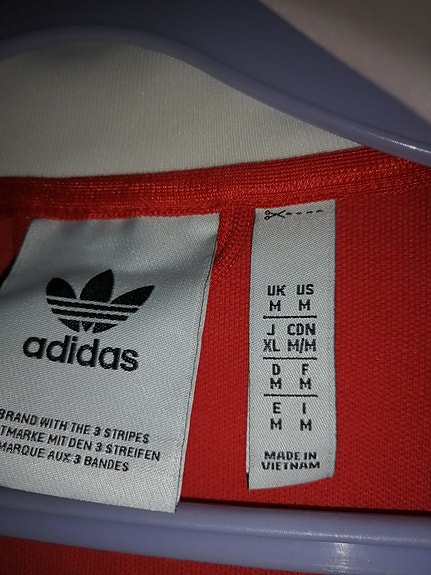 adidas
BRAND WITH THE 3 STRIPES
MARKE MIT DEN 3 STREIFEN
MARQUE AUX 3 BANDES
UK US
M M
J CDN
XL M/M
D F
M M
E I
M M
MADE IN
VIETNAM